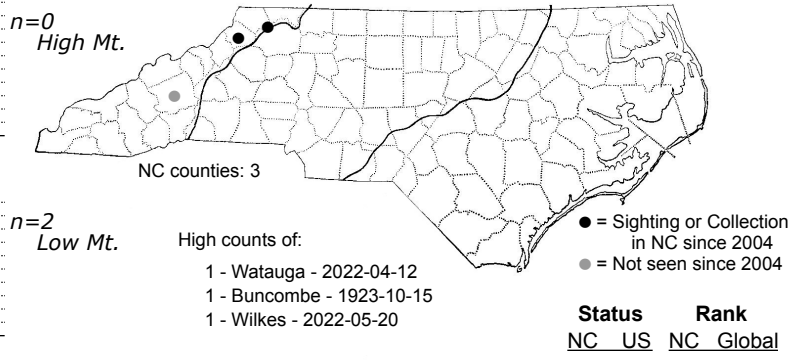 n=0
High Mt.
NC counties: 3
n=2
Low Mt.
High counts of:
1 - Watauga - 2022-04-12
1 - Buncombe - 1923-10-15
1 - Wilkes - 2022-05-20
● = Sighting or Collection
in NC since 2004
● = Not seen since 2004
Status Rank
NC US NC Global